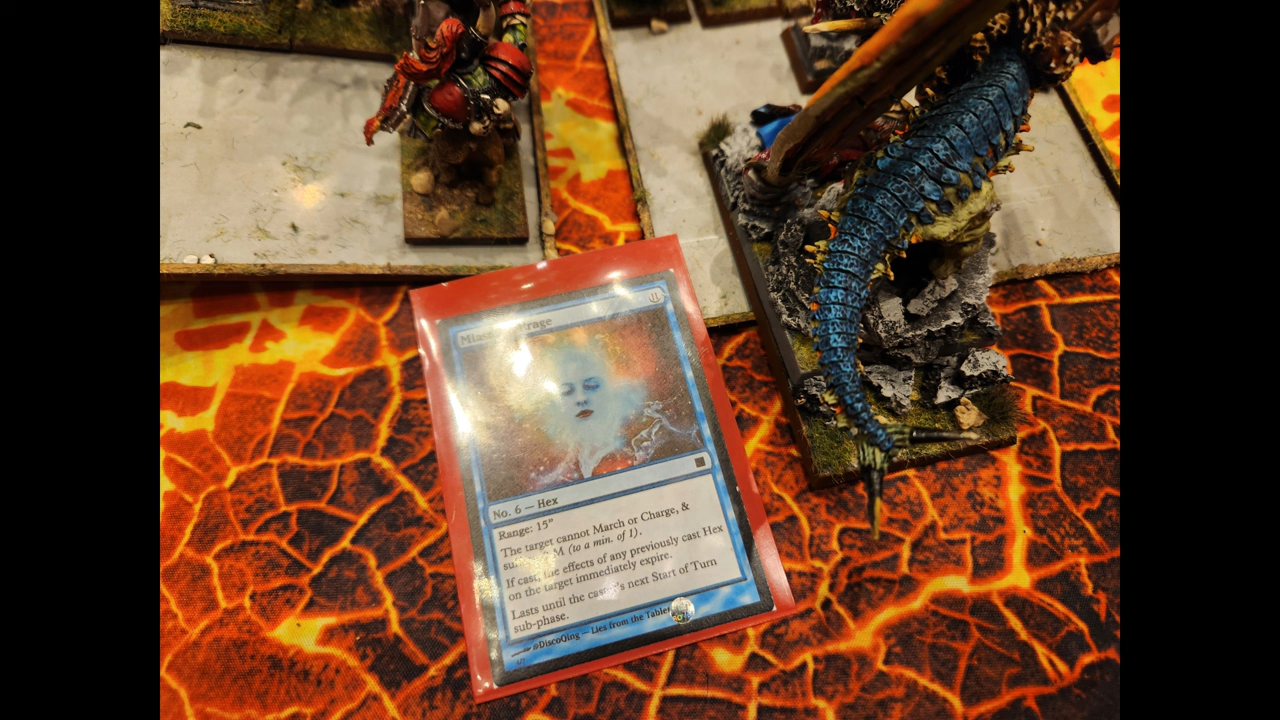 11
No. 6 — Hex
Range: 15"
The target cannot March or Charge, &
M (to a min. of 1).
If cast, the effects of any previously cast Hex
on the target immediately expire.
Lasts until the caster's next Start of Turn
sub-phase.
@DiscoQing — Lies from the Tablet